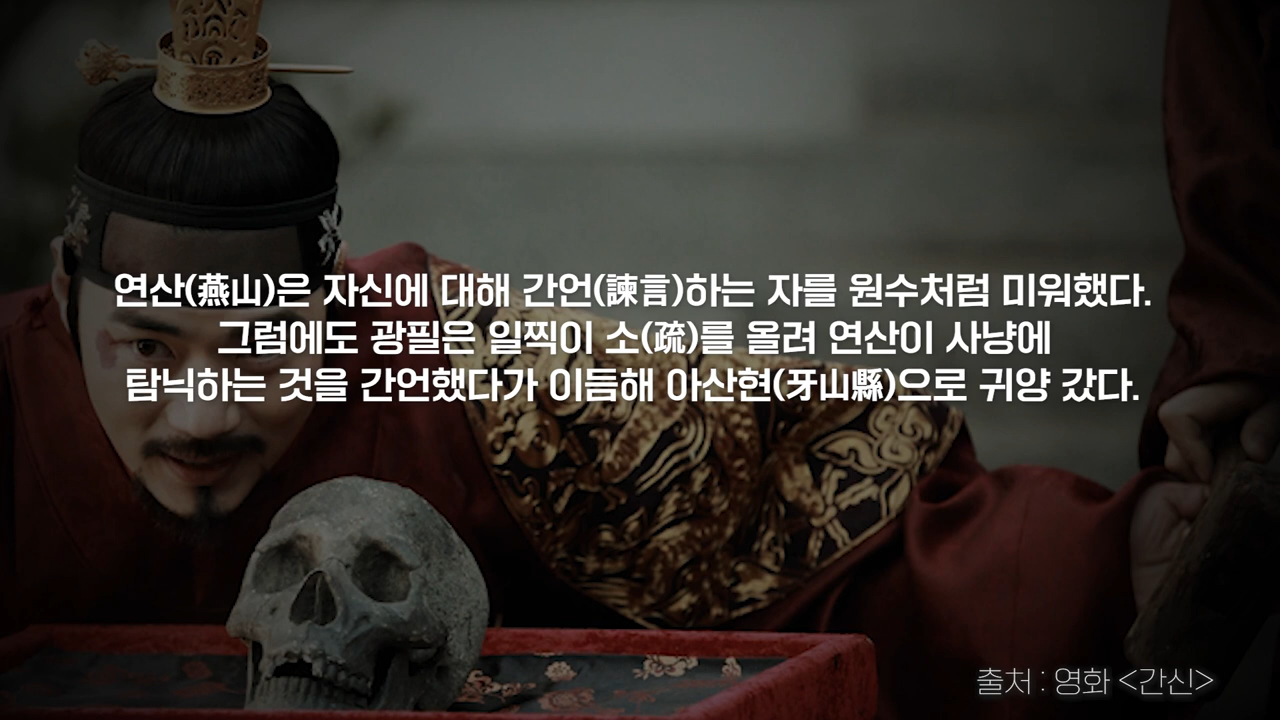 연산(燕山)은 자신에 대해 간언(諫言)하는 자를 원수처럼 미워했다.
그럼에도 광필은 일찍이 소(疏)를 올려 연산이 사냥에
탐닉하는 것을 간언했다가 이듬해 아산현(牙山縣)으로 귀양 갔다.
출처 : 영화 <간신>